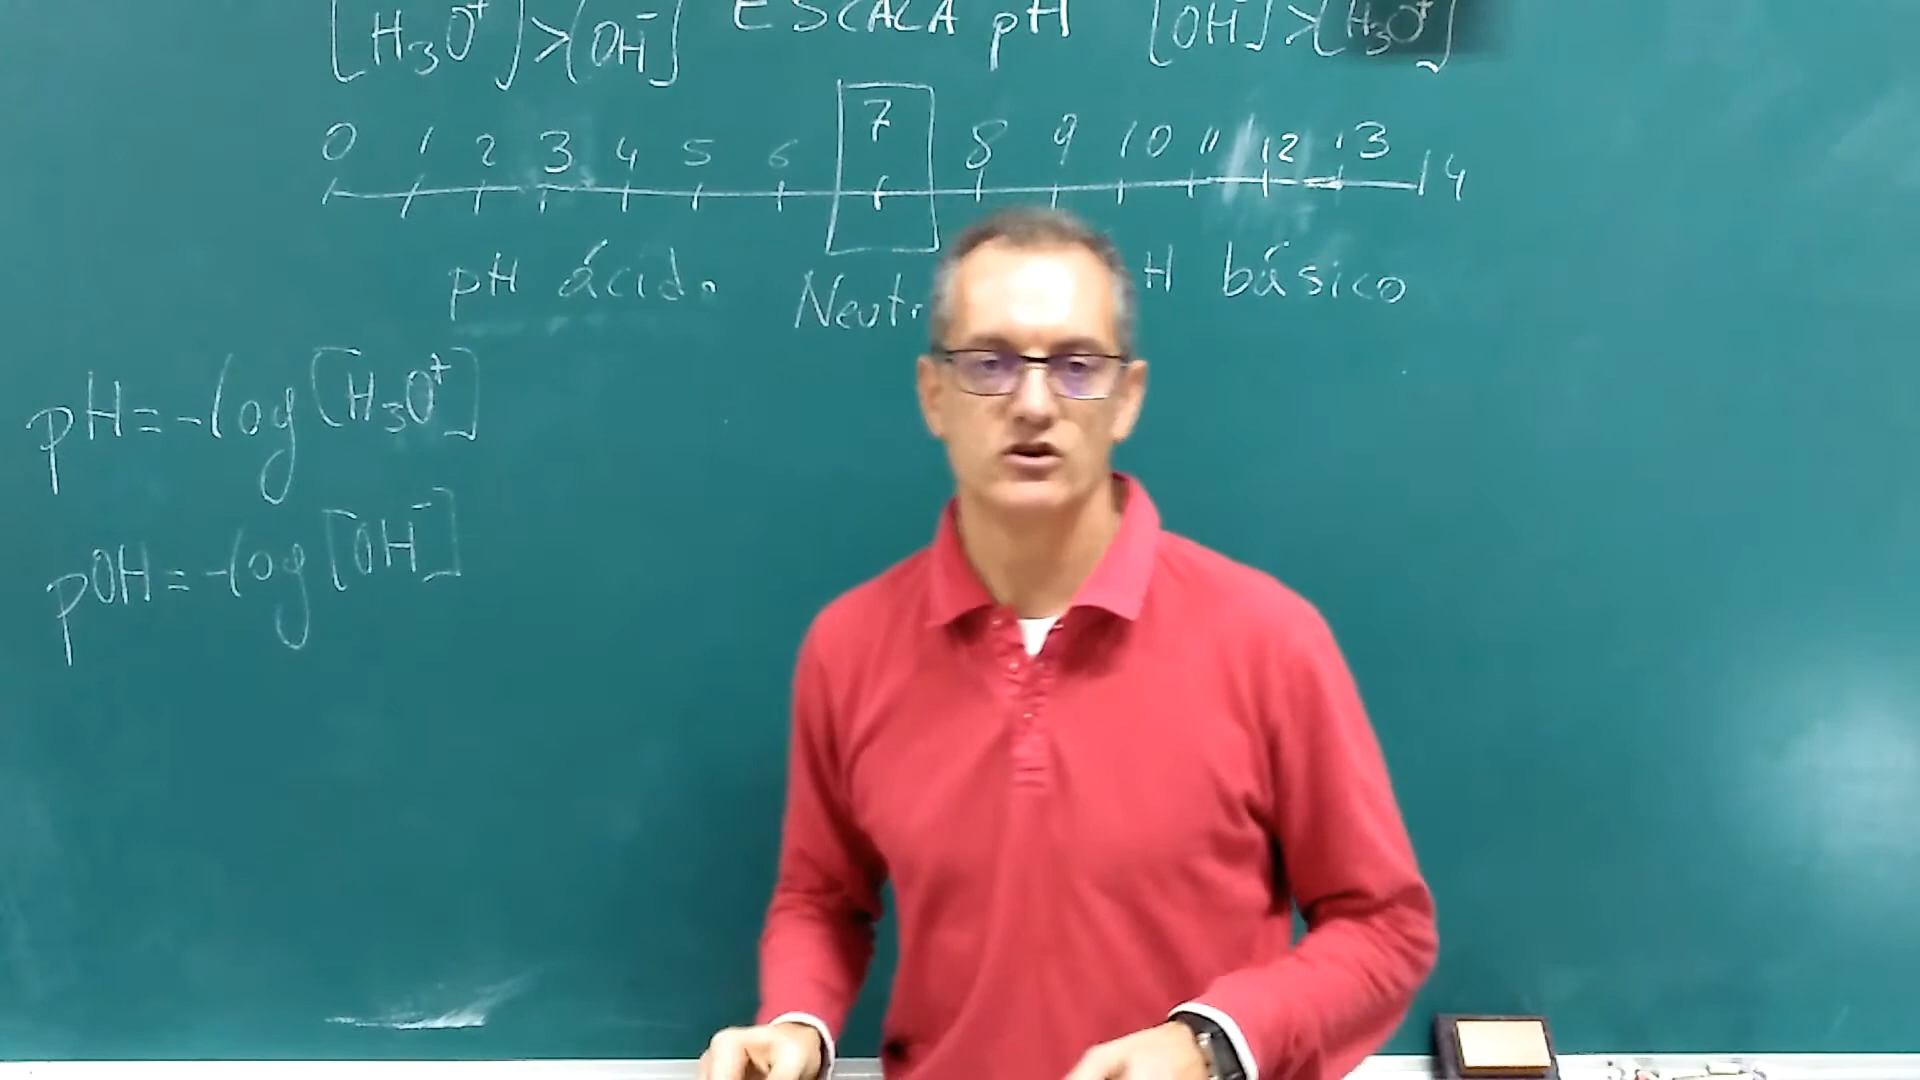 [H₃O⁺] > [OH⁻] ESCALA pH [OH⁻] > [H₃O⁺]
0 1 2 3 4 5 6 7 8 9 10 11 12 13 14
pH ácido Neutr H básico
pH = -log [H₃O⁺]
pOH = -log [OH⁻]